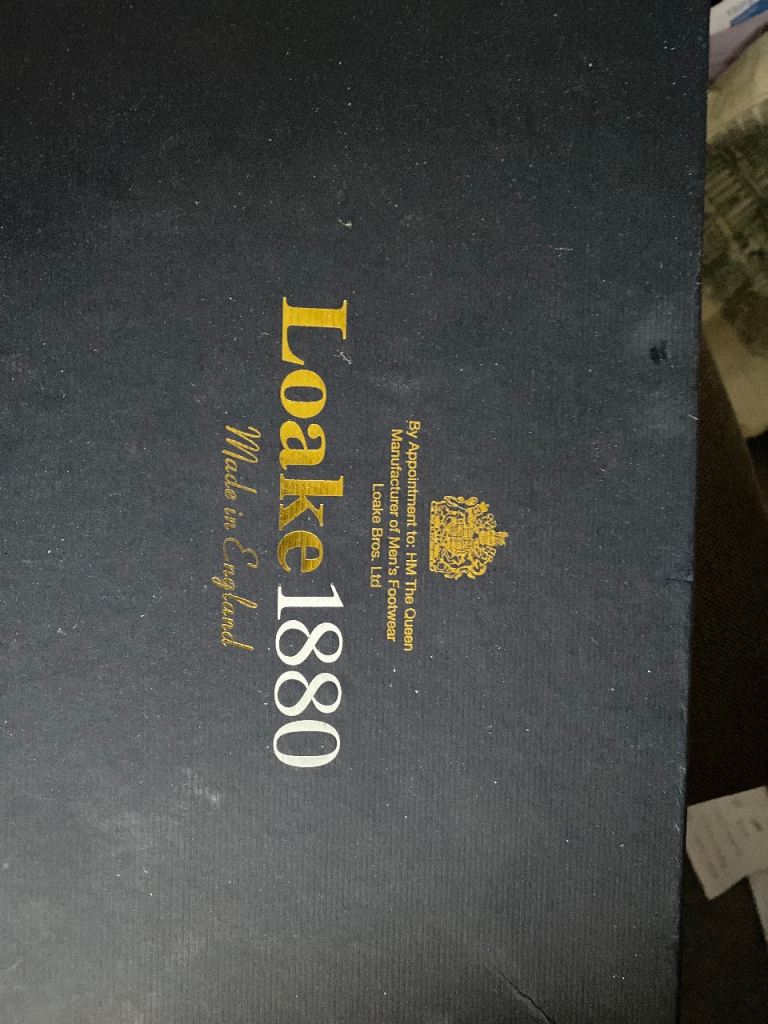 By Appointment to: HM The Queen
Manufacturer of Men's Footwear
Loake Bros. Ltd
Loake 1880
Made in England